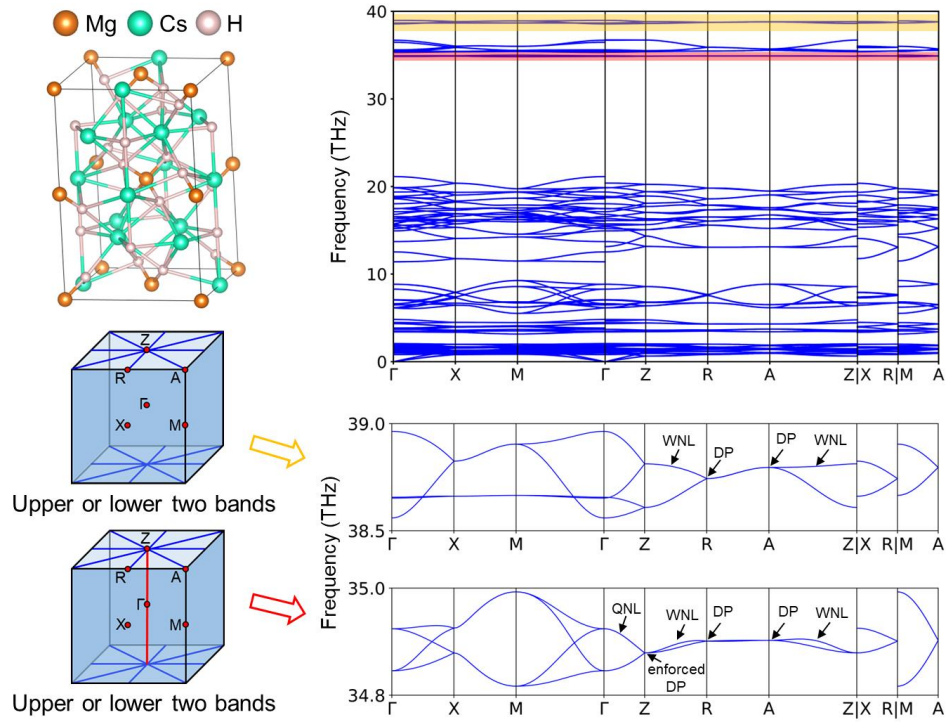 Mg Cs H
Z
R A
Γ
X M
Upper or lower two bands
Z
R A
Γ
X M
Upper or lower two bands
Frequency (THz)
40
30
20
10
0
Γ X M Γ Z R A Z|X R|M A
Frequency (THz)
39.0
WNL DP DP WNL
38.5
Γ X M Γ Z R A Z|X R|M A
35.0
QNL WNL DP DP WNL
enforced
DP
34.8
Γ X M Γ Z R A Z|X R|M A